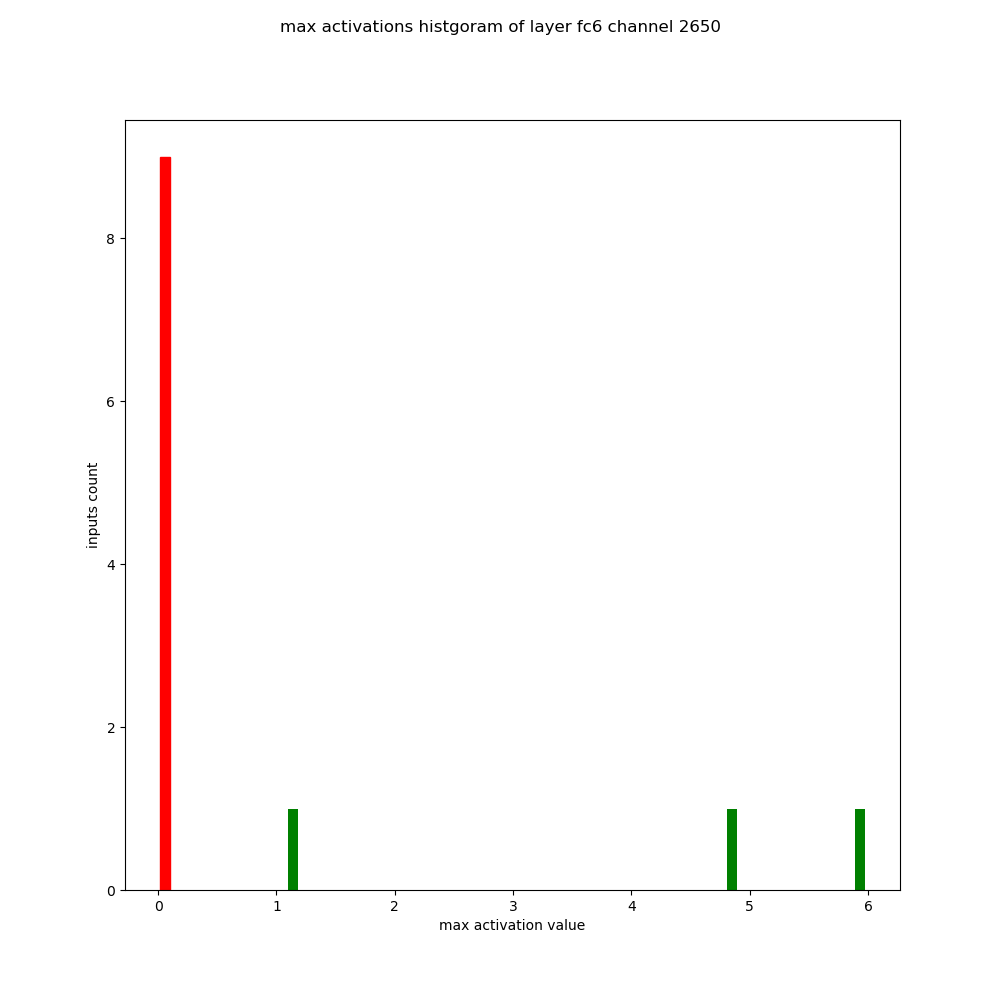 max activations histgoram of layer fc6 channel 2650
8
6
4
2
0
inputs count
0 1 2 3 4 5 6
max activation value